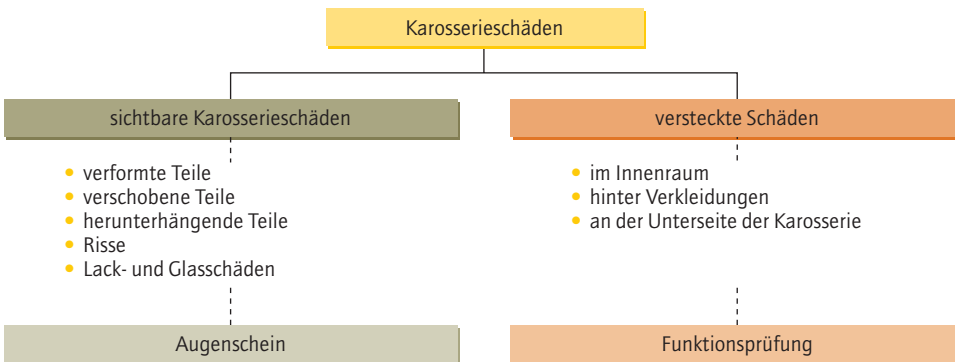 Karosserieschäden
sichtbare Karosserieschäden
versteckte Schäden
verformte Teile
verschobene Teile
herunterhängende Teile
Risse
Lack- und Glasschäden
im Innenraum
hinter Verkleidungen
an der Unterseite der Karosserie
Augenschein
Funktionsprüfung